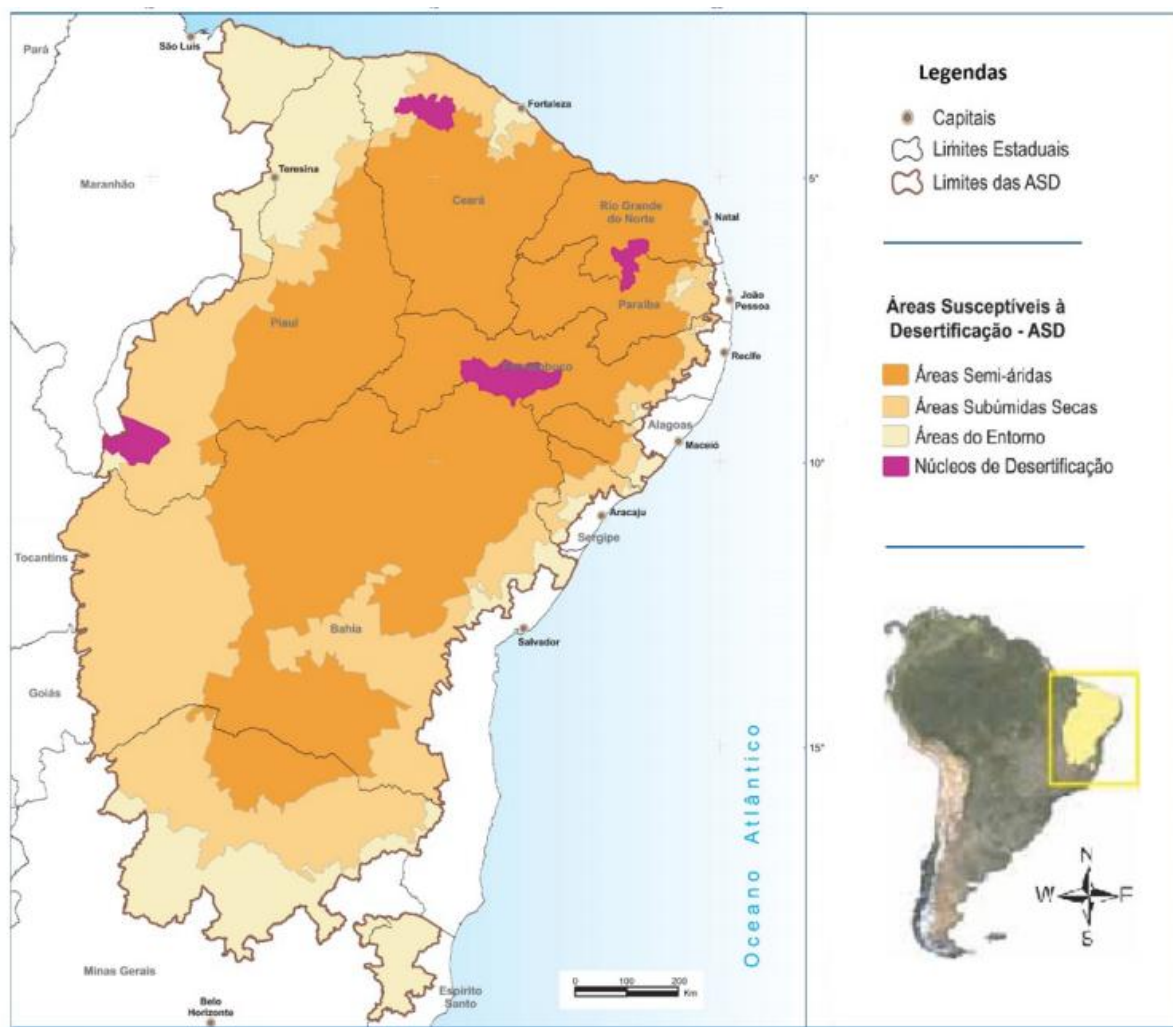 Pará
São Luis
Fortaleza
Teresina
Maranhão
5°
Ceará
Rio Grande
do Norte
Natal
João
Pessoa
Paraíba
Piauí
Recife
Alagoas
Maceió
10°
Aracaju
Sergipe
Tocantins
Bahia
Salvador
Goiás
15°
Oceano Atlântico
Minas Gerais
Espírito
Santo
Belo
Horizonte
0 100 200
Km
Legendas
Capitais
Limites Estaduais
Limites das ASD
Áreas Susceptíveis à
Desertificação - ASD
Áreas Semi-áridas
Áreas Subúmidas Secas
Áreas do Entorno
Núcleos de Desertificação
N
W
S